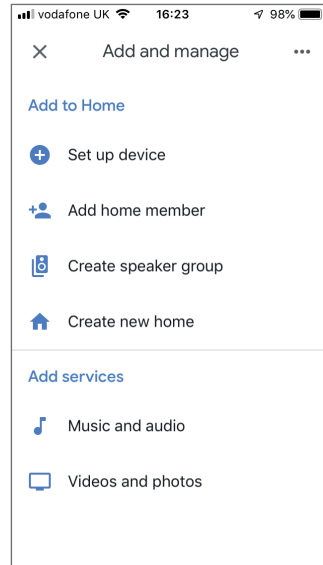 vodafone UK 16:23 98%
Add and manage
Add to Home
Set up device
Add home member
Create speaker group
Create new home
Add services
Music and audio
Videos and photos